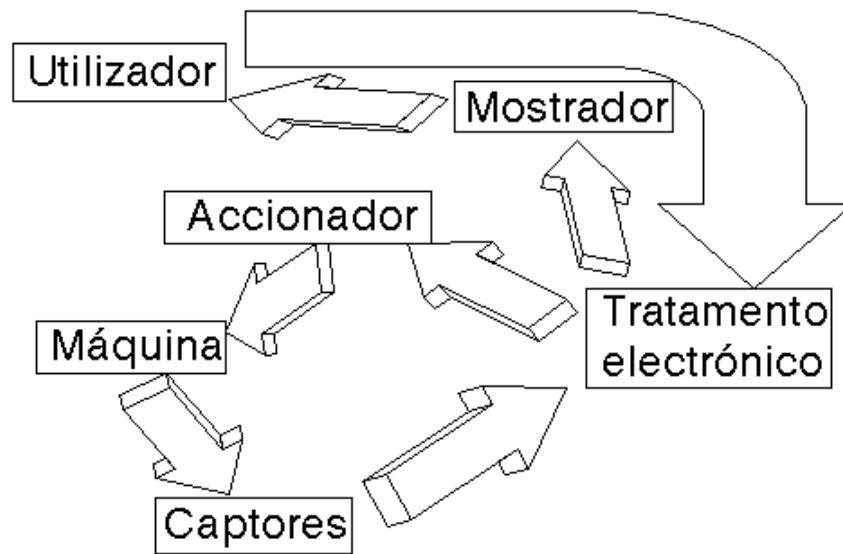 Utilizador
Mostrador
Accionador
Tratamento
electrónico
Máquina
Captores